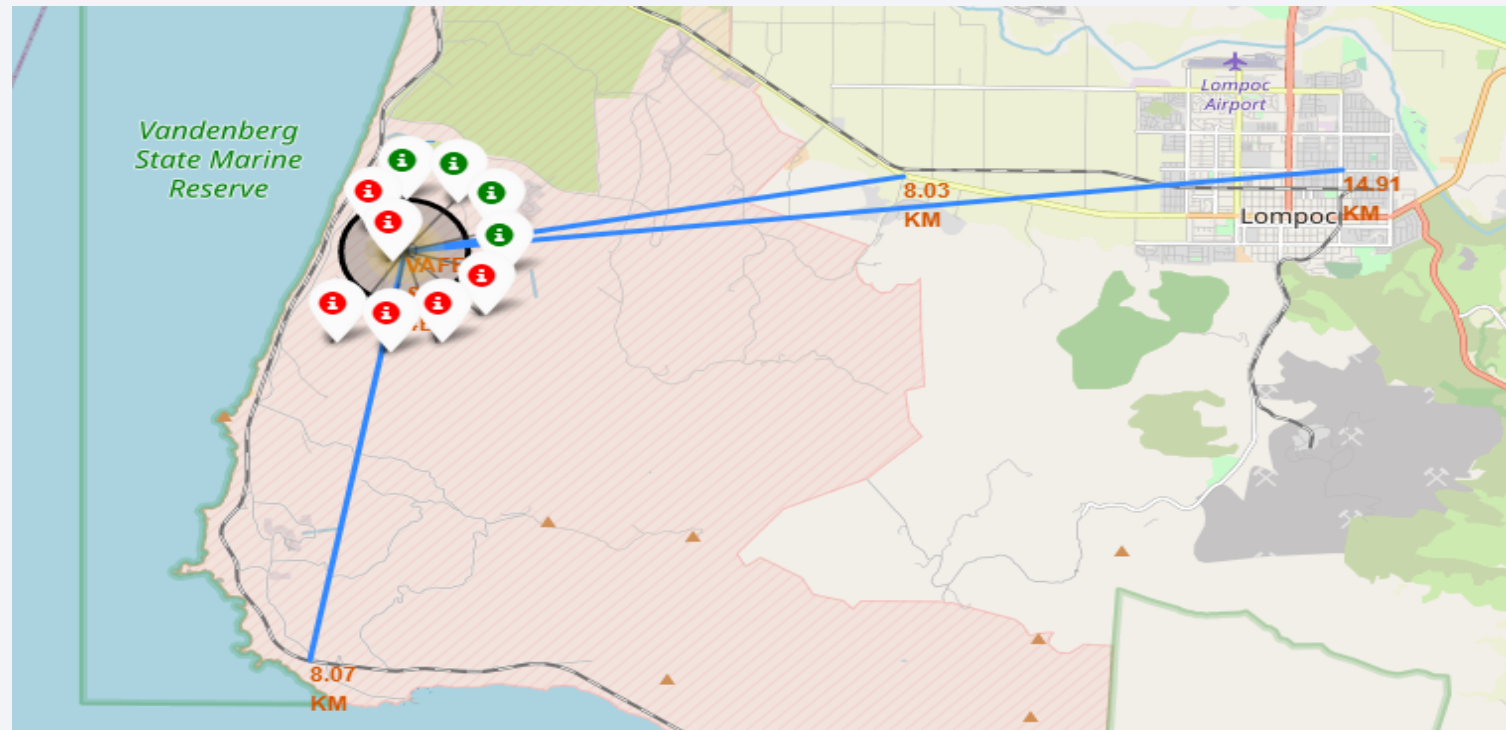 Vandenberg
State Marine
Reserve
Lompoc
Airport
8.03
KM
14.91
KM
Lompoc
8.07
KM